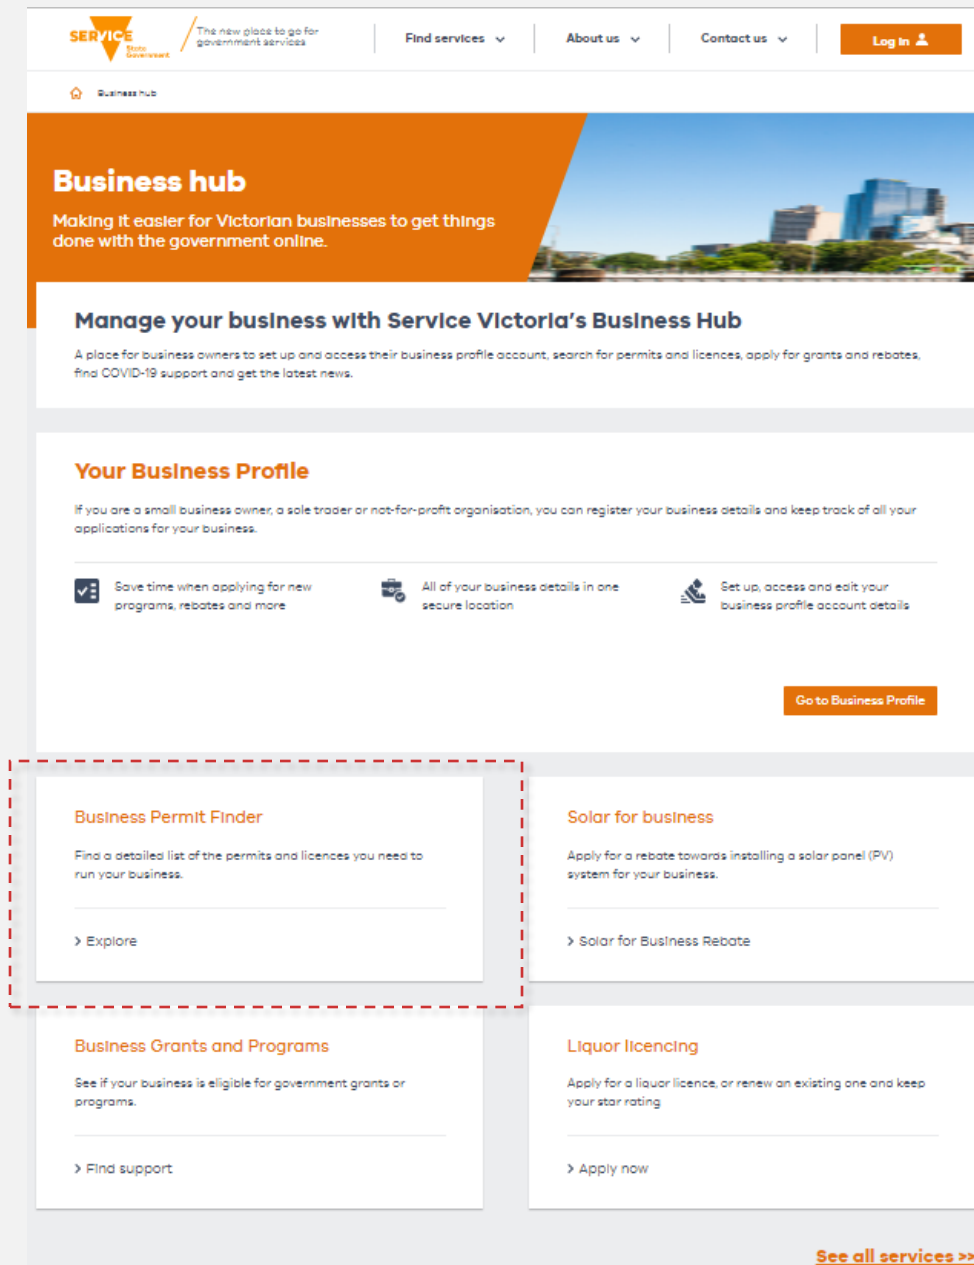 SERVICE
State
Government
The new place to go for
government services
Find services
About us
Contact us
Log in
Business hub
Business hub
Making it easier for Victorian businesses to get things
done with the government online.
Manage your business with Service Victoria's Business Hub
A place for business owners to set up and access their business profile account, search for permits and licences, apply for grants and rebates,
find COVID-19 support and get the latest news.
Your Business Profile
If you are a small business owner, a sole trader or not-for-profit organisation, you can register your business details and keep track of all your
applications for your business.
Save time when applying for new
programs, rebates and more
All of your business details in one
secure location
Set up, access and edit your
business profile account details
Go to Business Profile
Business Permit Finder
Find a detailed list of the permits and licences you need to
run your business.
> Explore
Solar for business
Apply for a rebate towards installing a solar panel (PV)
system for your business.
> Solar for Business Rebate
Business Grants and Programs
See if your business is eligible for government grants or
programs.
> Find support
Liquor licencing
Apply for a liquor licence, or renew an existing one and keep
your star rating
> Apply now
See all services >>